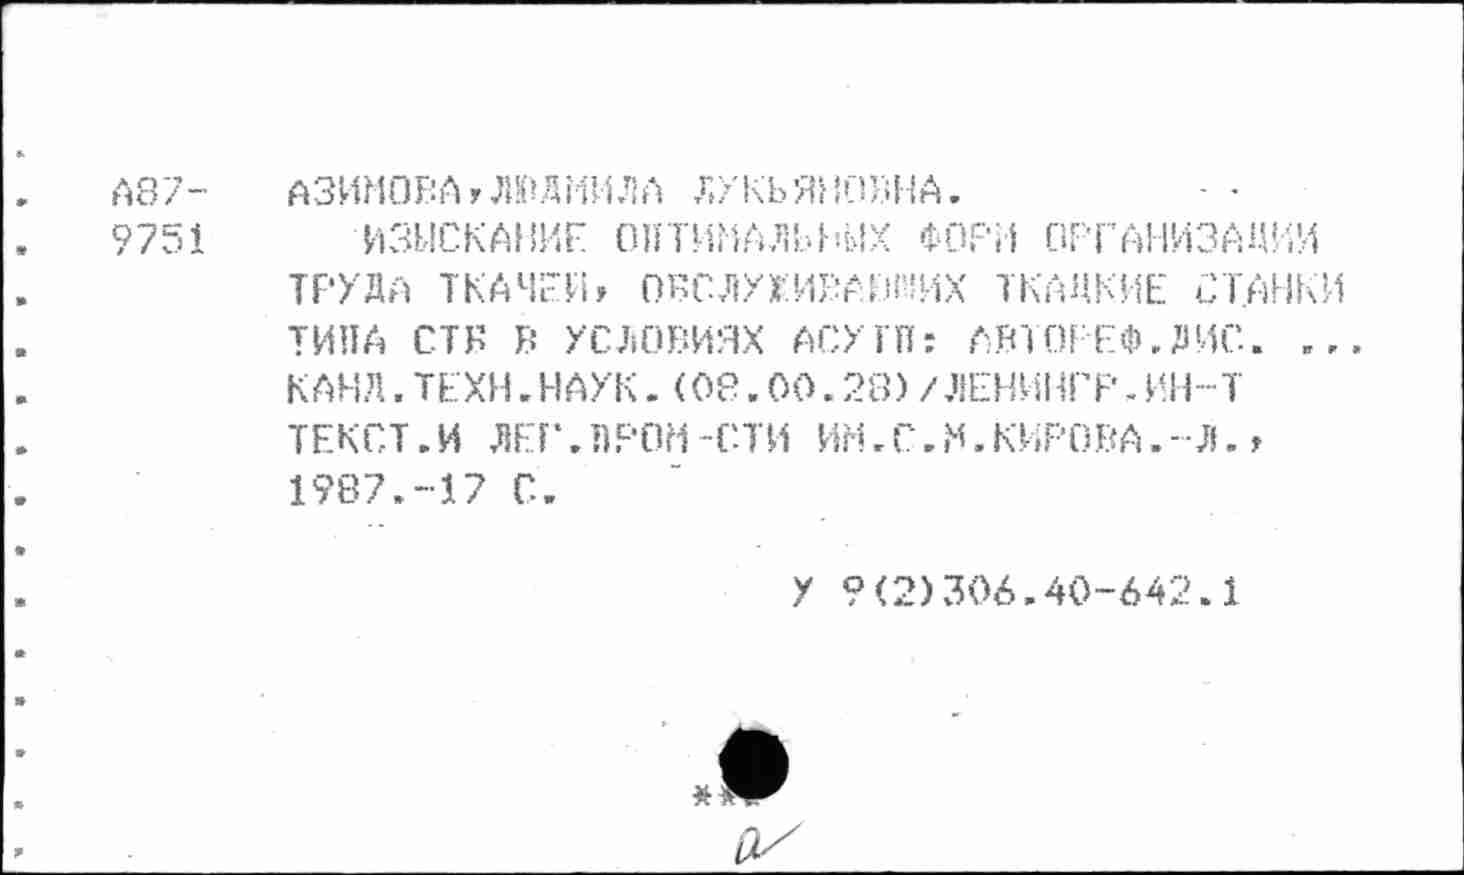 А87- АЗИМОВА,ЛЮДМИЛА ЛУКЬЯНОВНА.
9751 ИЗЫСКАНИЕ ОПТИМАЛЬНЫХ ФОРМ ОРГАНИЗАЦИИ
ТРУДА ТКАЧЕЙ, ОБСЛУЖИВАЮЩИХ ТКАЦКИЕ СТАНКИ
ТИПА СТБ В УСЛОВИЯХ АСУТП: АВТОРЕФ.ДИС. ...
КАНД.ТЕХН.НАУК.(08.00.28)/ЛЕНИНГР.ИН-Т
ТЕКСТ.И ЛЕГ.ПРОМ-СТИ ИМ.С.М.КИРОВА.-Л.,
1987.-17 С.
У 9(2)306.40-642.1
***
а